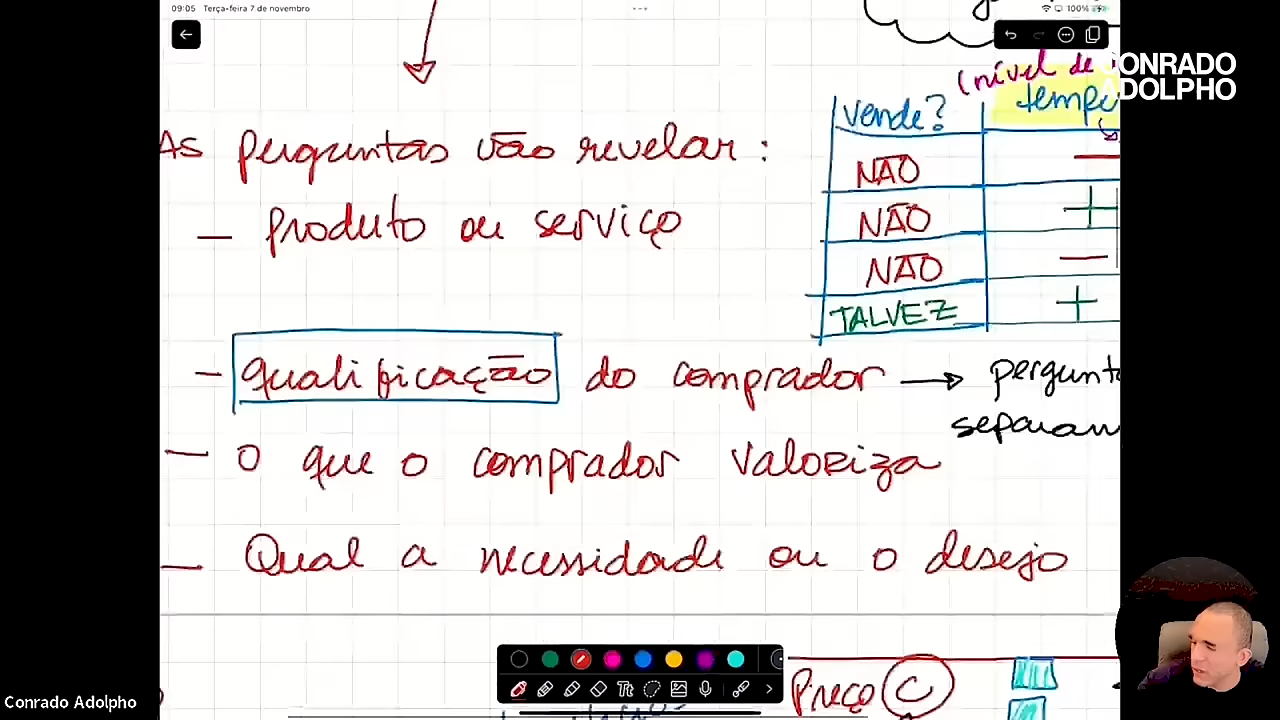 09:05 Terça-feira 7 de novembro
100%
(nível de
CONRADO
ADOLPHO
vende?
tempe
As perguntas vão revelar:
NÃO
— Produto ou serviço
NÃO
NÃO
TALVEZ
— qualificação do comprador → pergunta
separam
— O que o comprador valoriza
— Qual a necessidade ou o desejo
Preço C
Conrado Adolpho